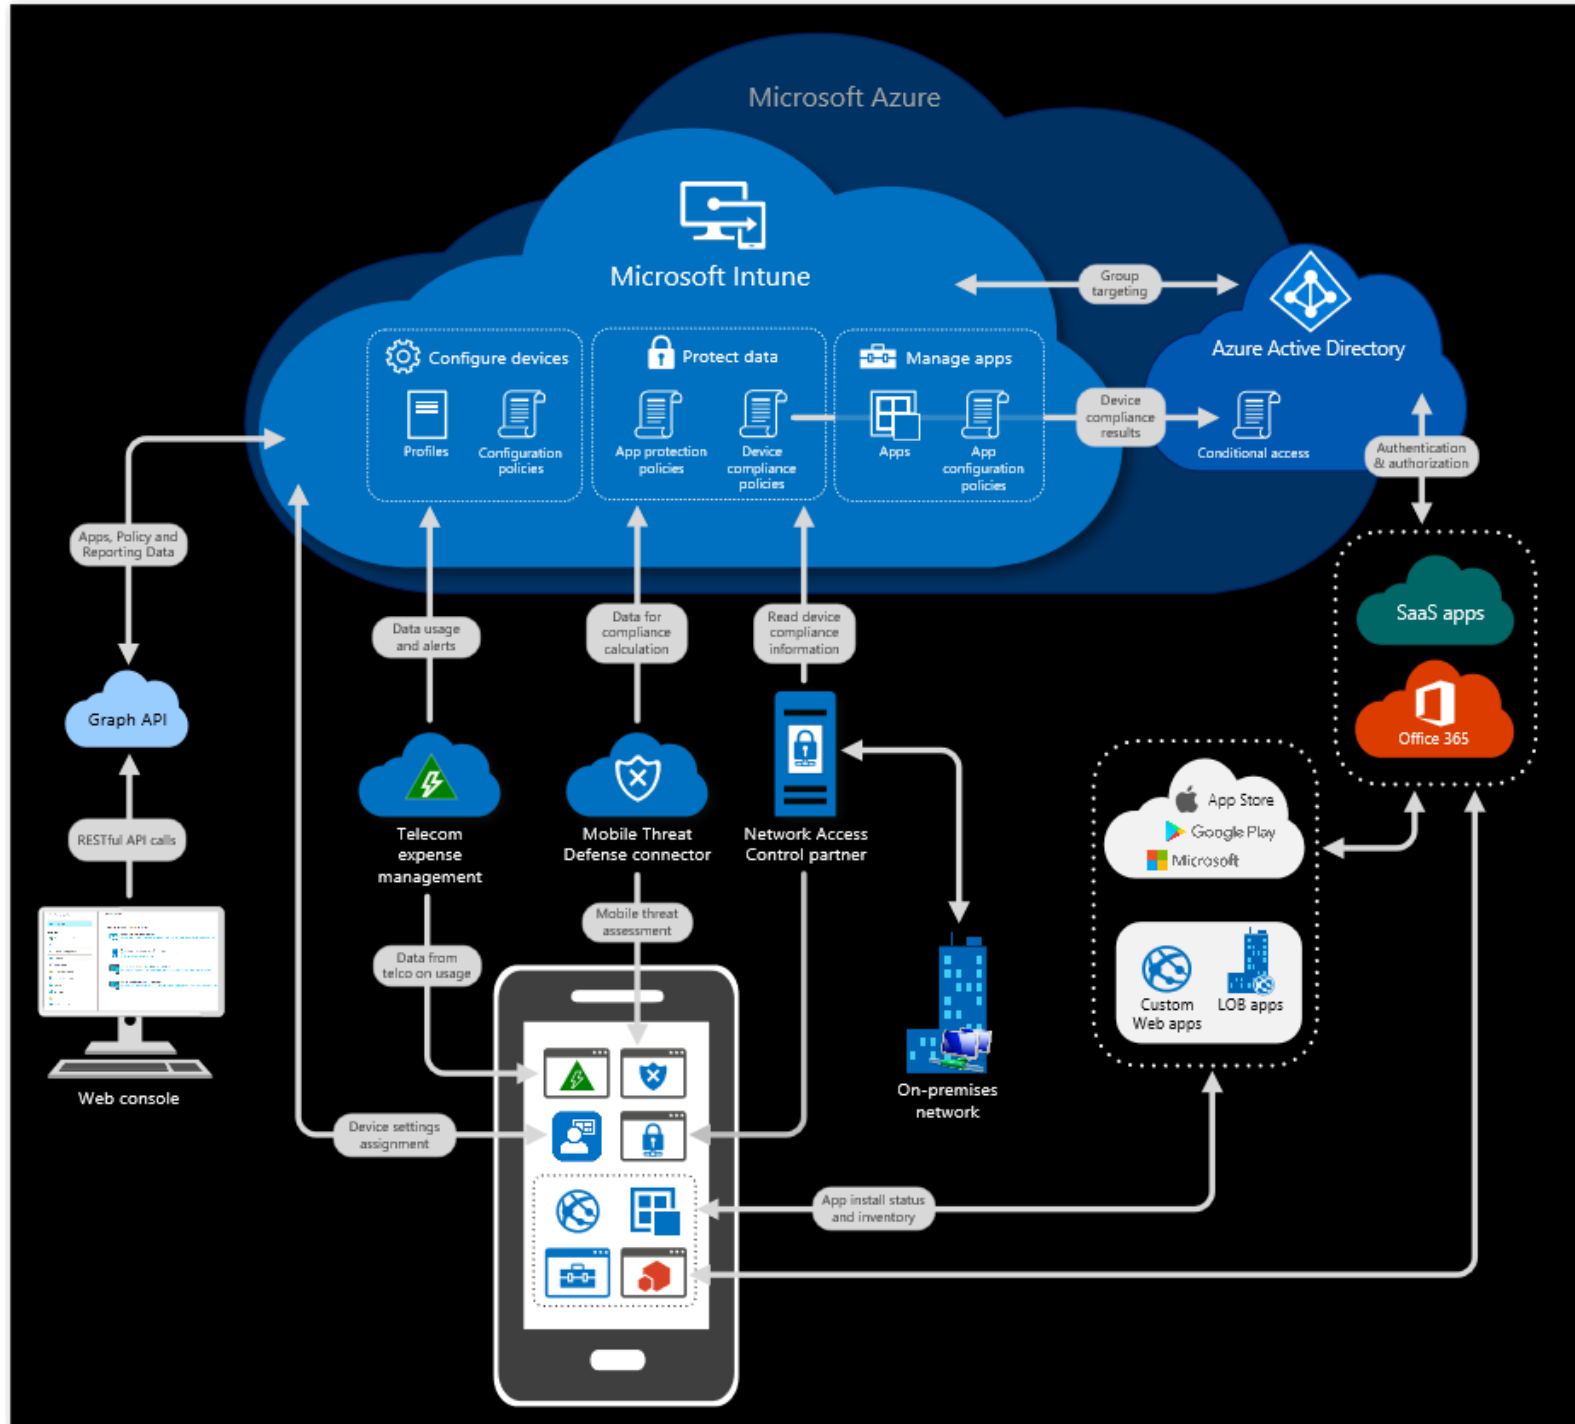 Microsoft Azure
Microsoft Intune
Group
targeting
Azure Active Directory
Configure devices
Protect data
Manage apps
Profiles
Configuration
policies
App protection
policies
Device
compliance
policies
Apps
App
configuration
policies
Device
compliance
results
Conditional access
Authentication
& authorization
Apps, Policy and
Reporting Data
Data usage
and alerts
Data for
compliance
calculation
Read device
compliance
information
SaaS apps
Office 365
Graph API
RESTful API calls
Telecom
expense
management
Mobile Threat
Defense connector
Network Access
Control partner
App Store
Google Play
Microsoft
Mobile threat
assessment
Data from
telco on usage
Custom
Web apps
LOB apps
Web console
On-premises
network
Device settings
assignment
App install status
and inventory